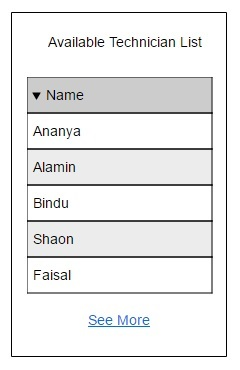 Available Technician List
▼ Name
Ananya
Alamin
Bindu
Shaon
Faisal
See More